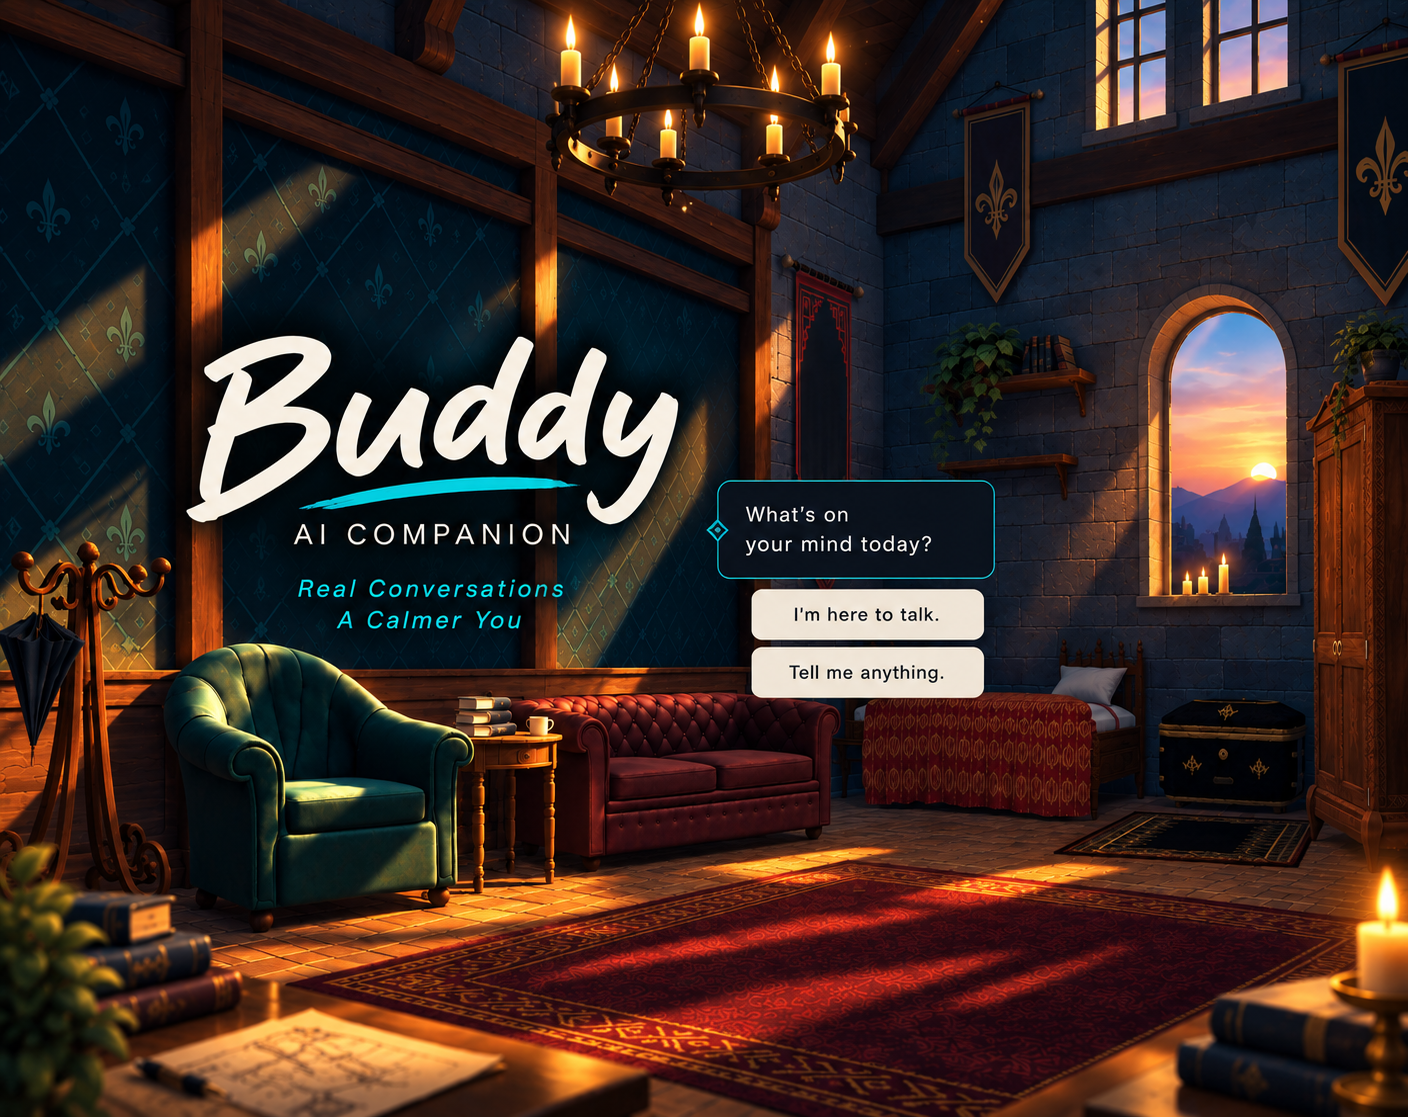 Buddy
AI COMPANION
Real Conversations
A Calmer You
What's on
your mind today?
I'm here to talk.
Tell me anything.